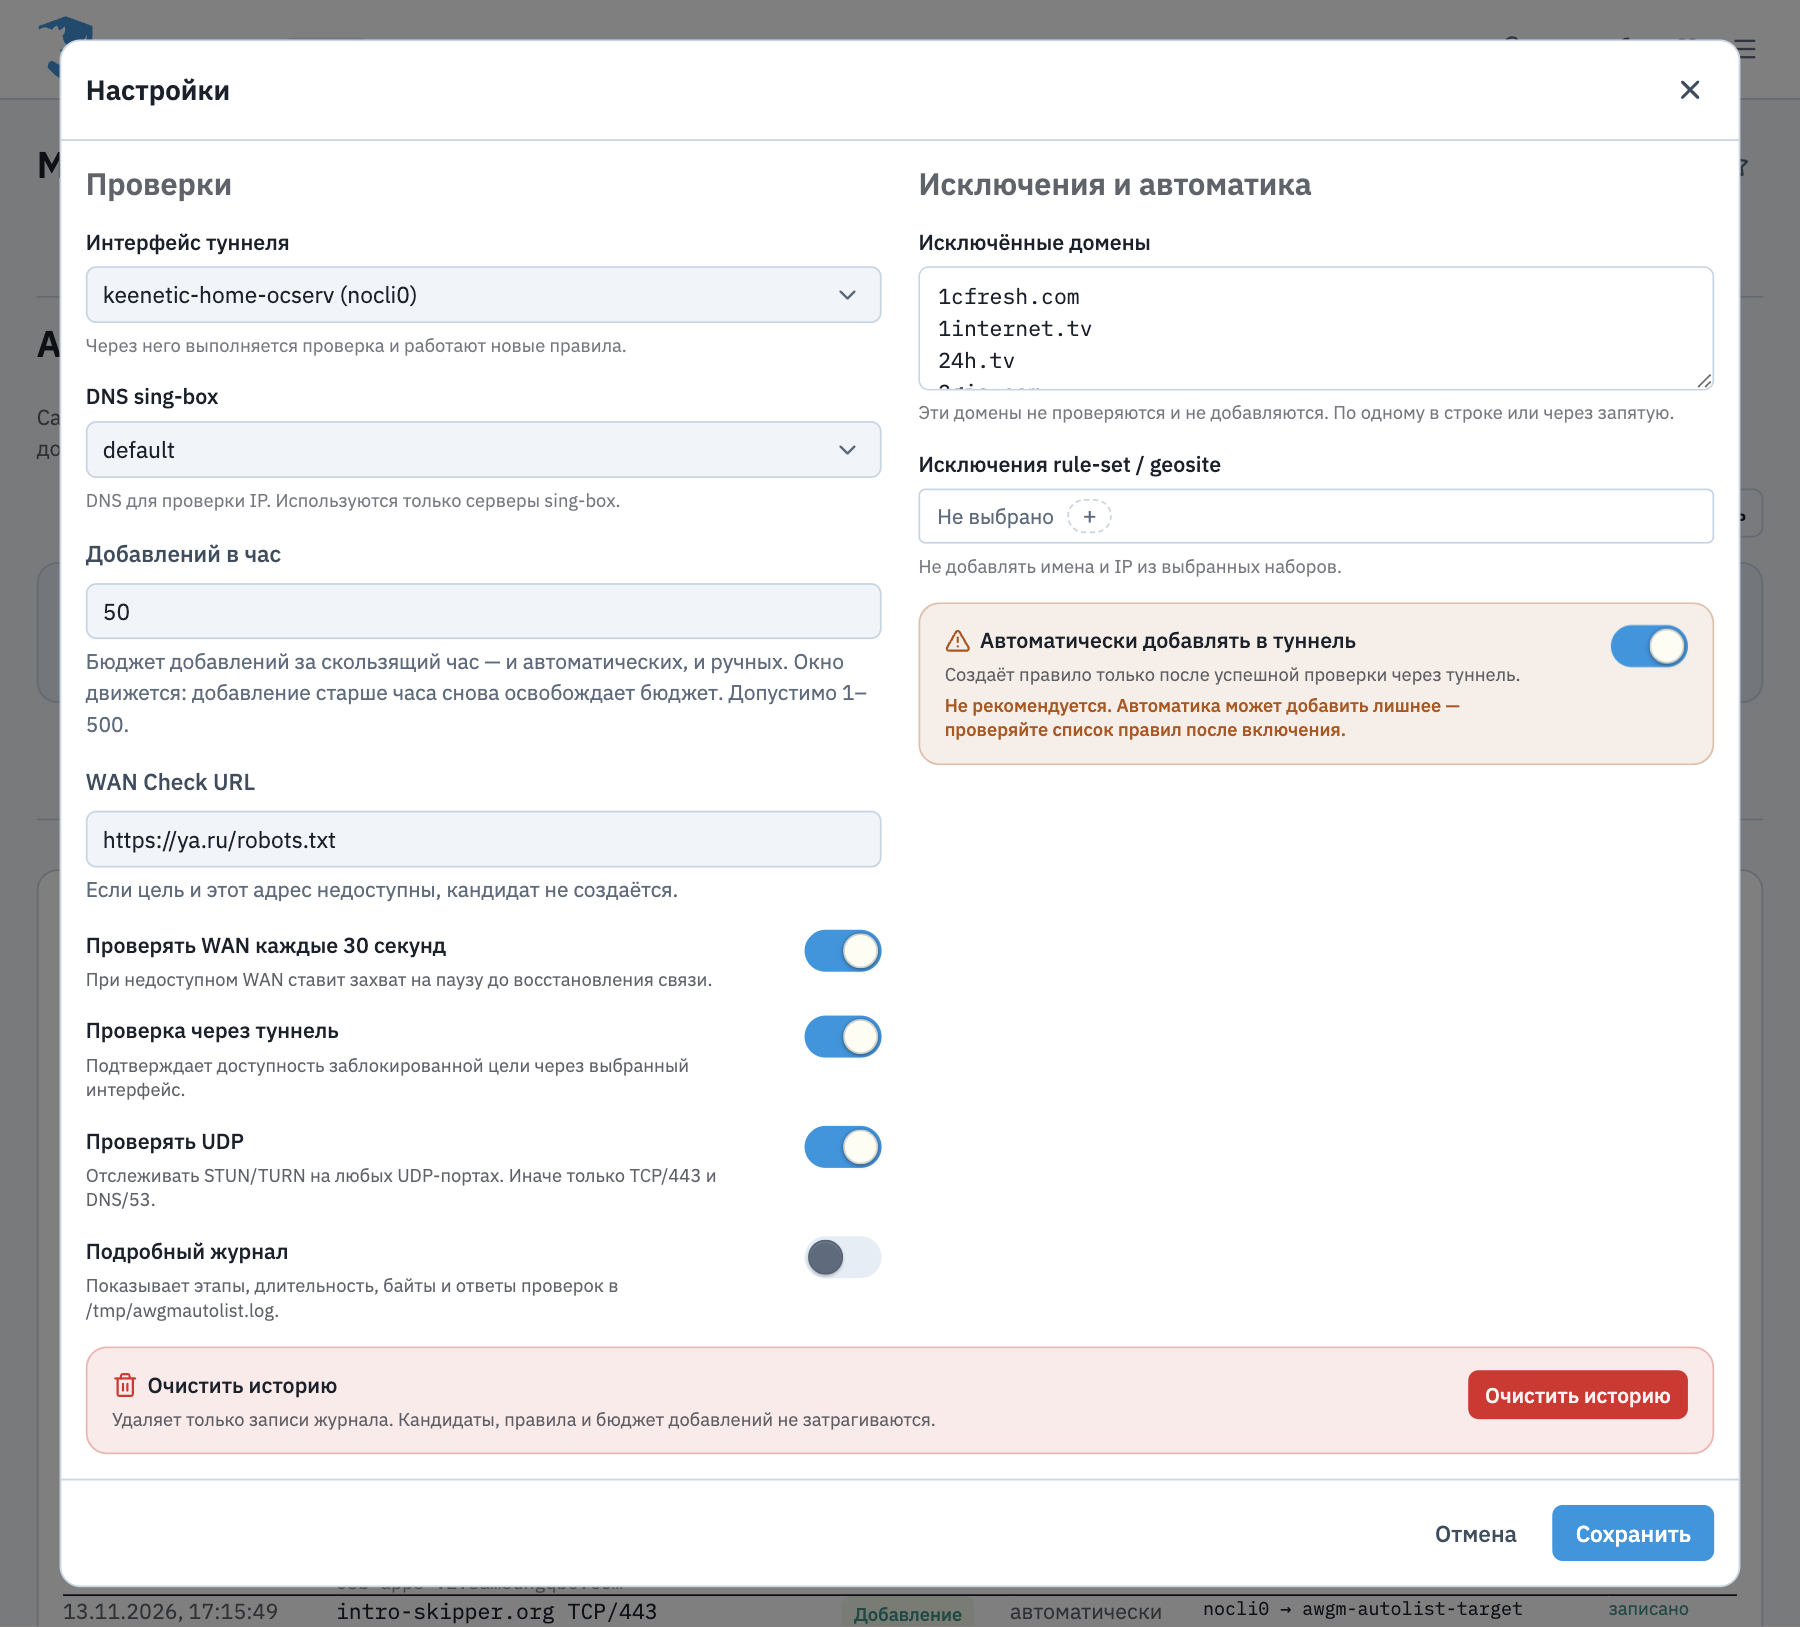 Настройки
Проверки
Интерфейс туннеля
keenetic-home-ocserv (nocli0)
Через него выполняется проверка и работают новые правила.
DNS sing-box
default
DNS для проверки IP. Используются только серверы sing-box.
Добавлений в час
50
Бюджет добавлений за скользящий час — и автоматических, и ручных. Окно
движется: добавление старше часа снова освобождает бюджет. Допустимо 1–
500.
WAN Check URL
https://ya.ru/robots.txt
Если цель и этот адрес недоступны, кандидат не создаётся.
Проверять WAN каждые 30 секунд
При недоступном WAN ставит захват на паузу до восстановления связи.
Проверка через туннель
Подтверждает доступность заблокированной цели через выбранный
интерфейс.
Проверять UDP
Отслеживать STUN/TURN на любых UDP-портах. Иначе только TCP/443 и
DNS/53.
Подробный журнал
Показывает этапы, длительность, байты и ответы проверок в
/tmp/awgmautolist.log.
Исключения и автоматика
Исключённые домены
1cfresh.com
1internet.tv
24h.tv
Эти домены не проверяются и не добавляются. По одному в строке или через запятую.
Исключения rule-set / geosite
Не выбрано +
Не добавлять имена и IP из выбранных наборов.
Автоматически добавлять в туннель
Создаёт правило только после успешной проверки через туннель.
Не рекомендуется. Автоматика может добавить лишнее —
проверяйте список правил после включения.
Очистить историю
Удаляет только записи журнала. Кандидаты, правила и бюджет добавлений не затрагиваются.
Очистить историю
Отмена
Сохранить
13.11.2026, 17:15:49 intro-skipper.org TCP/443 Добавление автоматически nocli0 → awgm-autolist-target записано